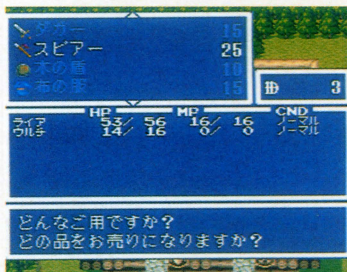 ダガー 15
スピアー 25
木の盾 10
布の服 15
3
HP MP CND
ライア 53/ 56 16/ 16 ノーマル
ウルチ 14/ 16 0/ 0 ノーマル
どんなご用ですか?
どの品をお売りになりますか?